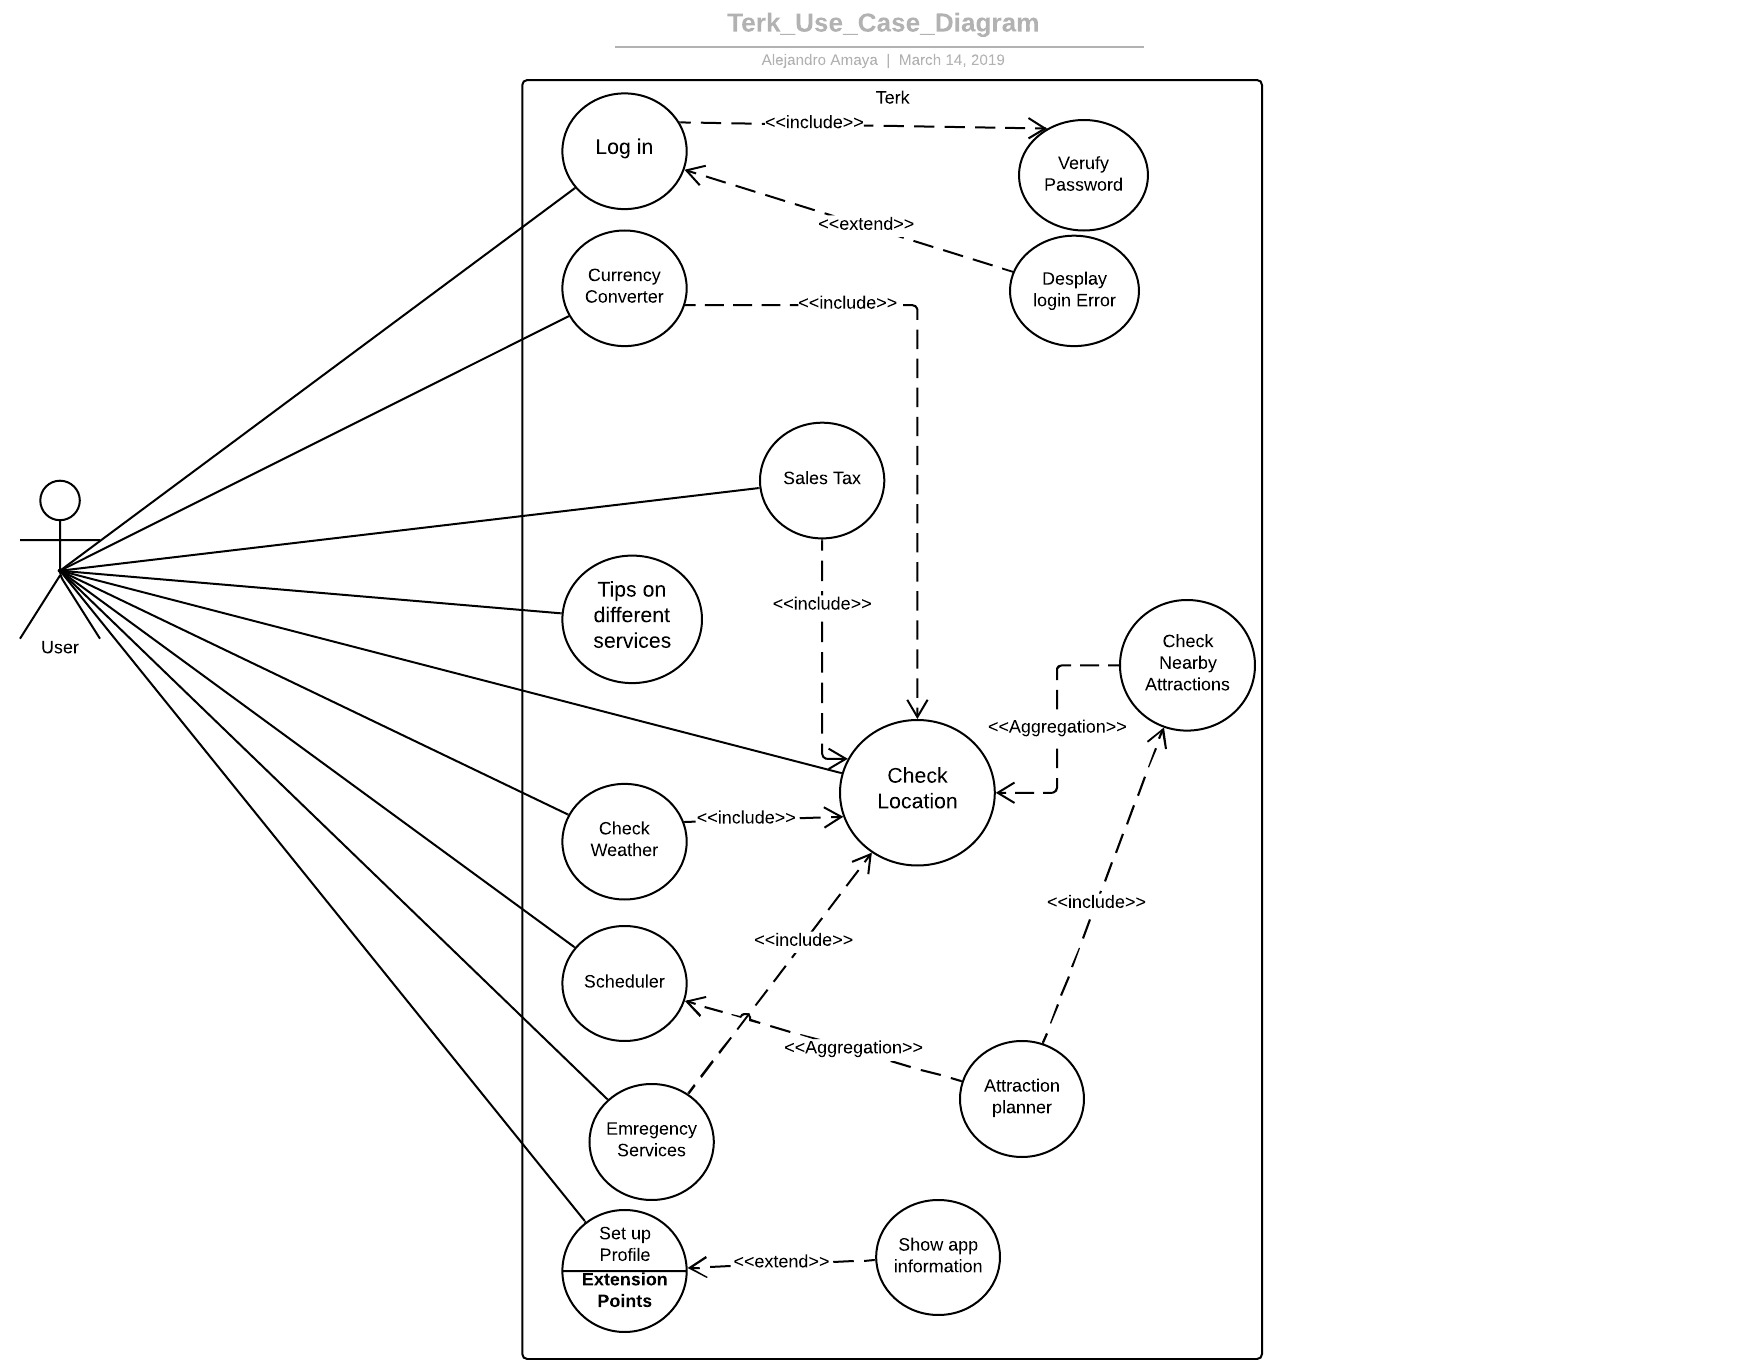 Terk_Use_Case_Diagram
Alejandro Amaya | March 14, 2019
Terk
Log in
<<include>>
Verufy
Password
<<extend>>
Desplay
login Error
Currency
Converter
<<include>>
Sales Tax
<<include>>
Tips on
different
services
User
Check
Nearby
Attractions
<<Aggregation>>
Check
Location
Check
Weather
<<include>>
<<include>>
<<include>>
Scheduler
<<Aggregation>>
Attraction
planner
Emregency
Services
Set up
Profile
Extension
Points
<<extend>>
Show app
information